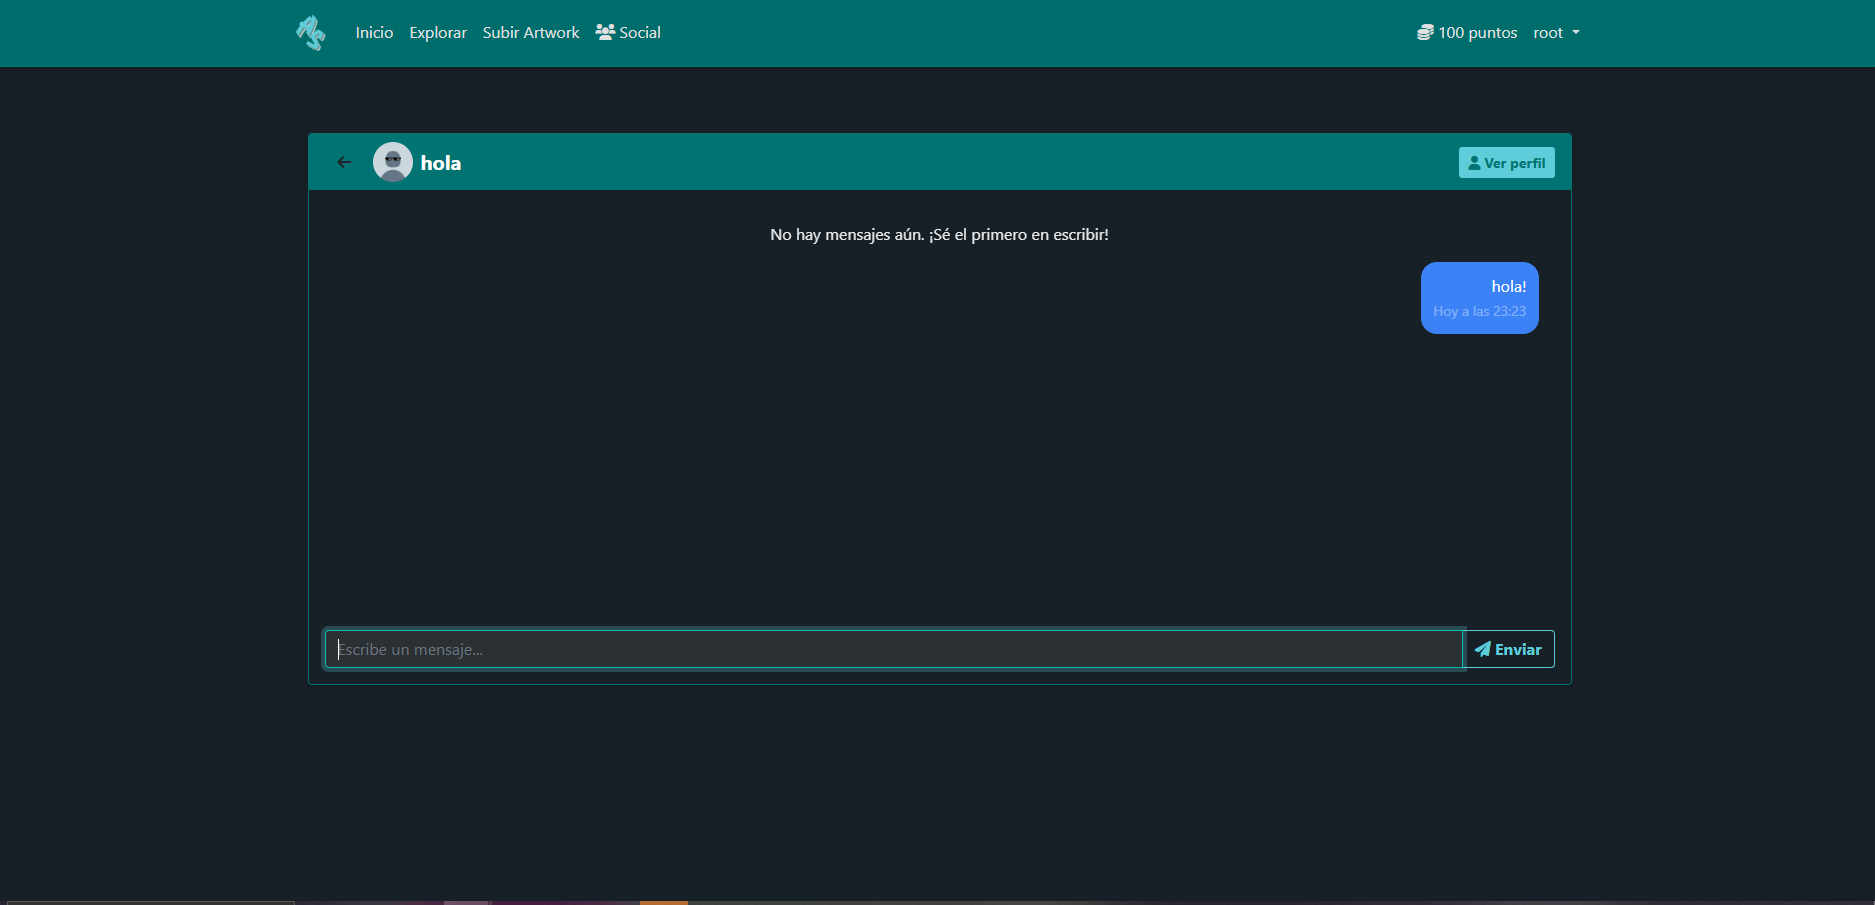 Inicio Explorar Subir Artwork Social 100 puntos root
hola Ver perfil
No hay mensajes aún. ¡Sé el primero en escribir!
hola!
Hoy a las 23:23
Escribe un mensaje... Enviar